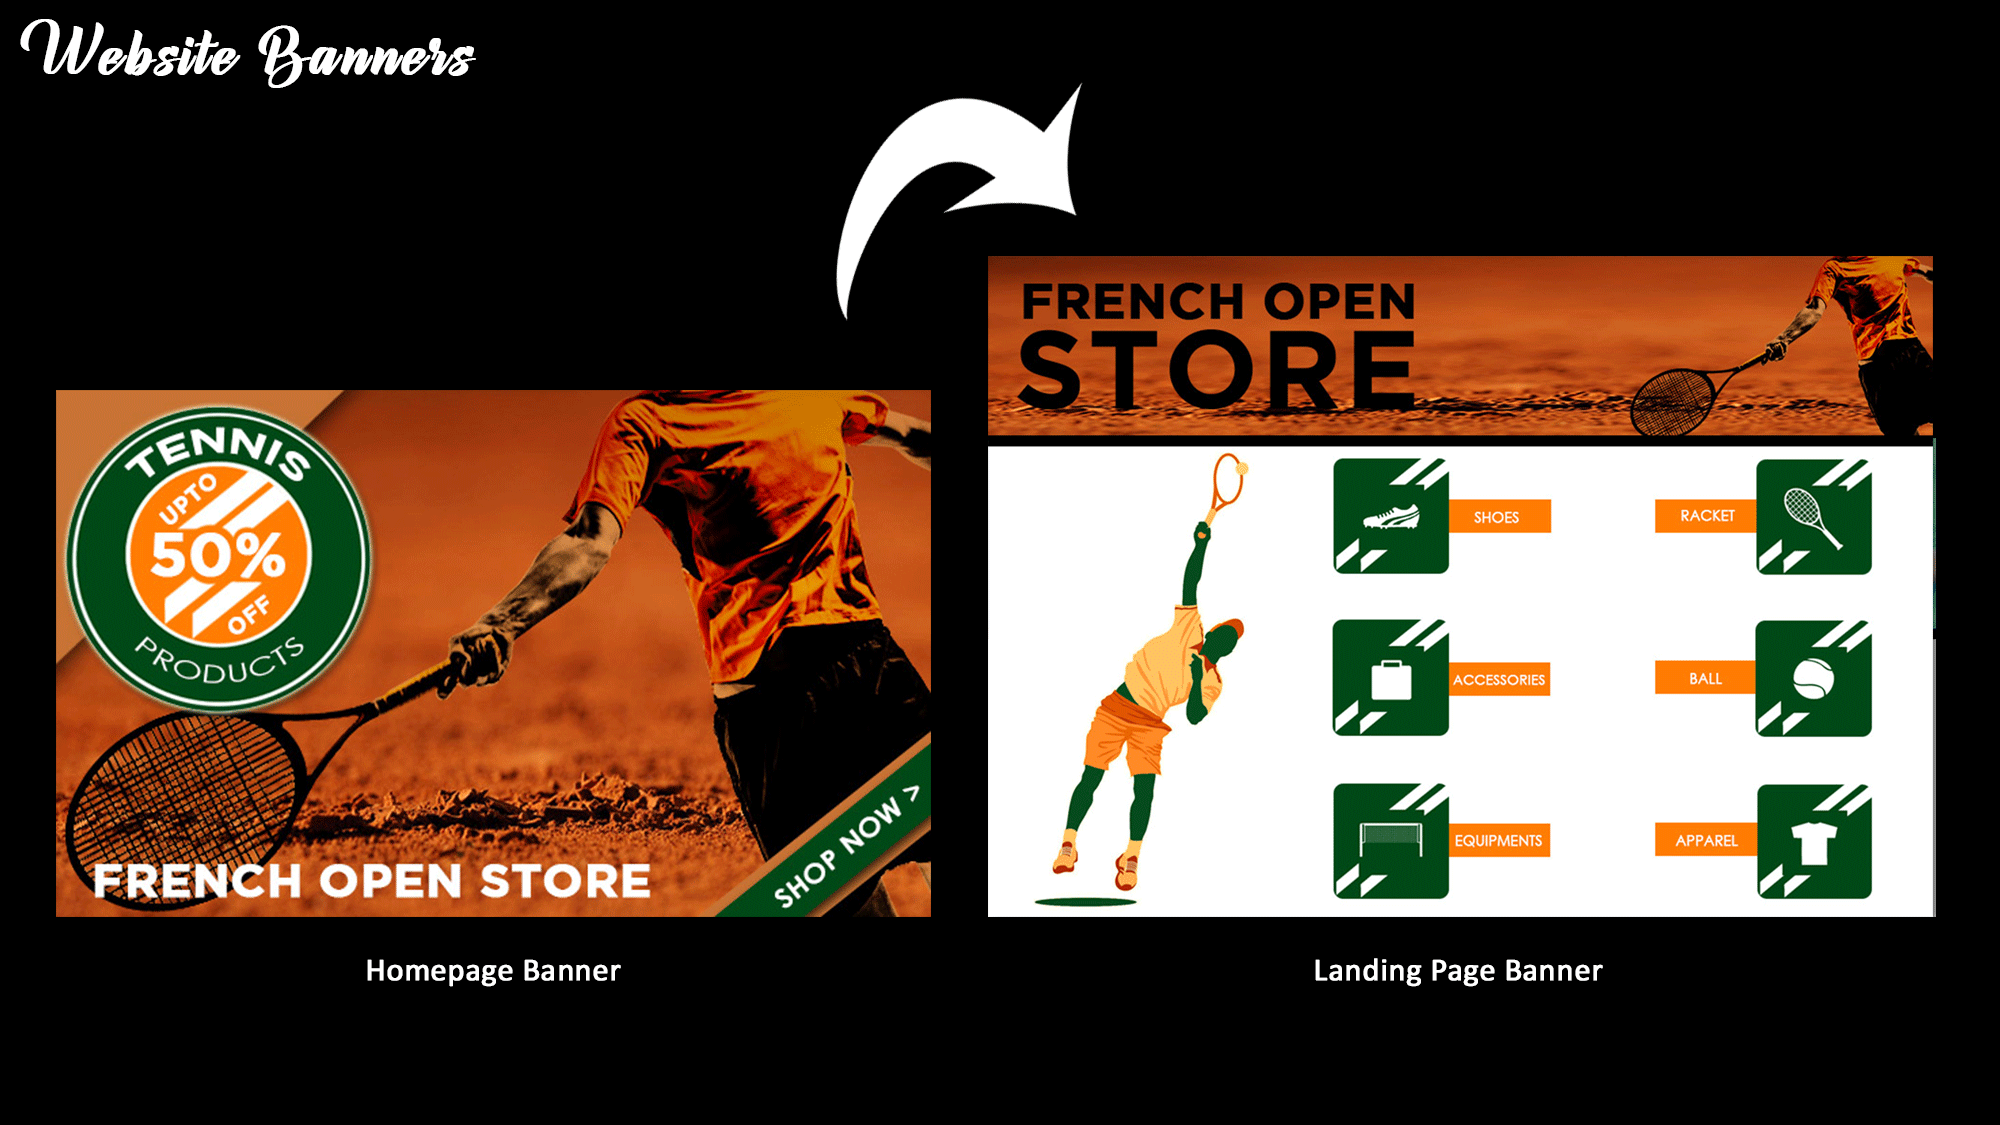 Website Banners
TENNIS
UPTO
50%
OFF
PRODUCTS
FRENCH OPEN STORE
SHOP NOW >
Homepage Banner
FRENCH OPEN
STORE
SHOES
RACKET
ACCESSORIES
BALL
EQUIPMENTS
APPAREL
Landing Page Banner